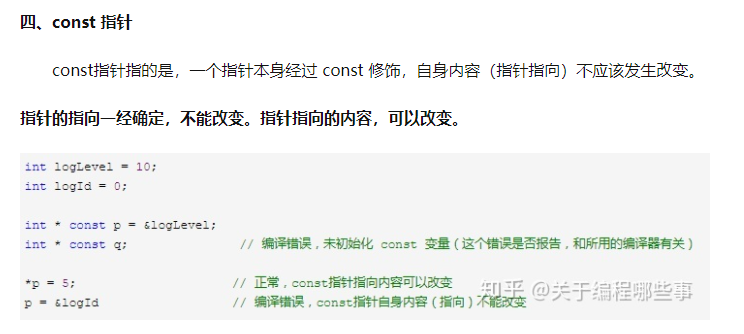 四、const 指针
const指针指的是，一个指针本身经过 const 修饰，自身内容（指针指向）不应该发生改变。
指针的指向一经确定，不能改变。指针指向的内容，可以改变。
int logLevel = 10;
int logId = 0;
int * const p = &logLevel;
int * const q; // 编译错误，未初始化 const 变量（这个错误是否报告，和所用的编译器有关）
*p = 5; // 正常，const指针指向内容可以改变
p = &logId // 编译错误，const指针自身内容（指向）不能改变
知乎 @关于编程哪些事